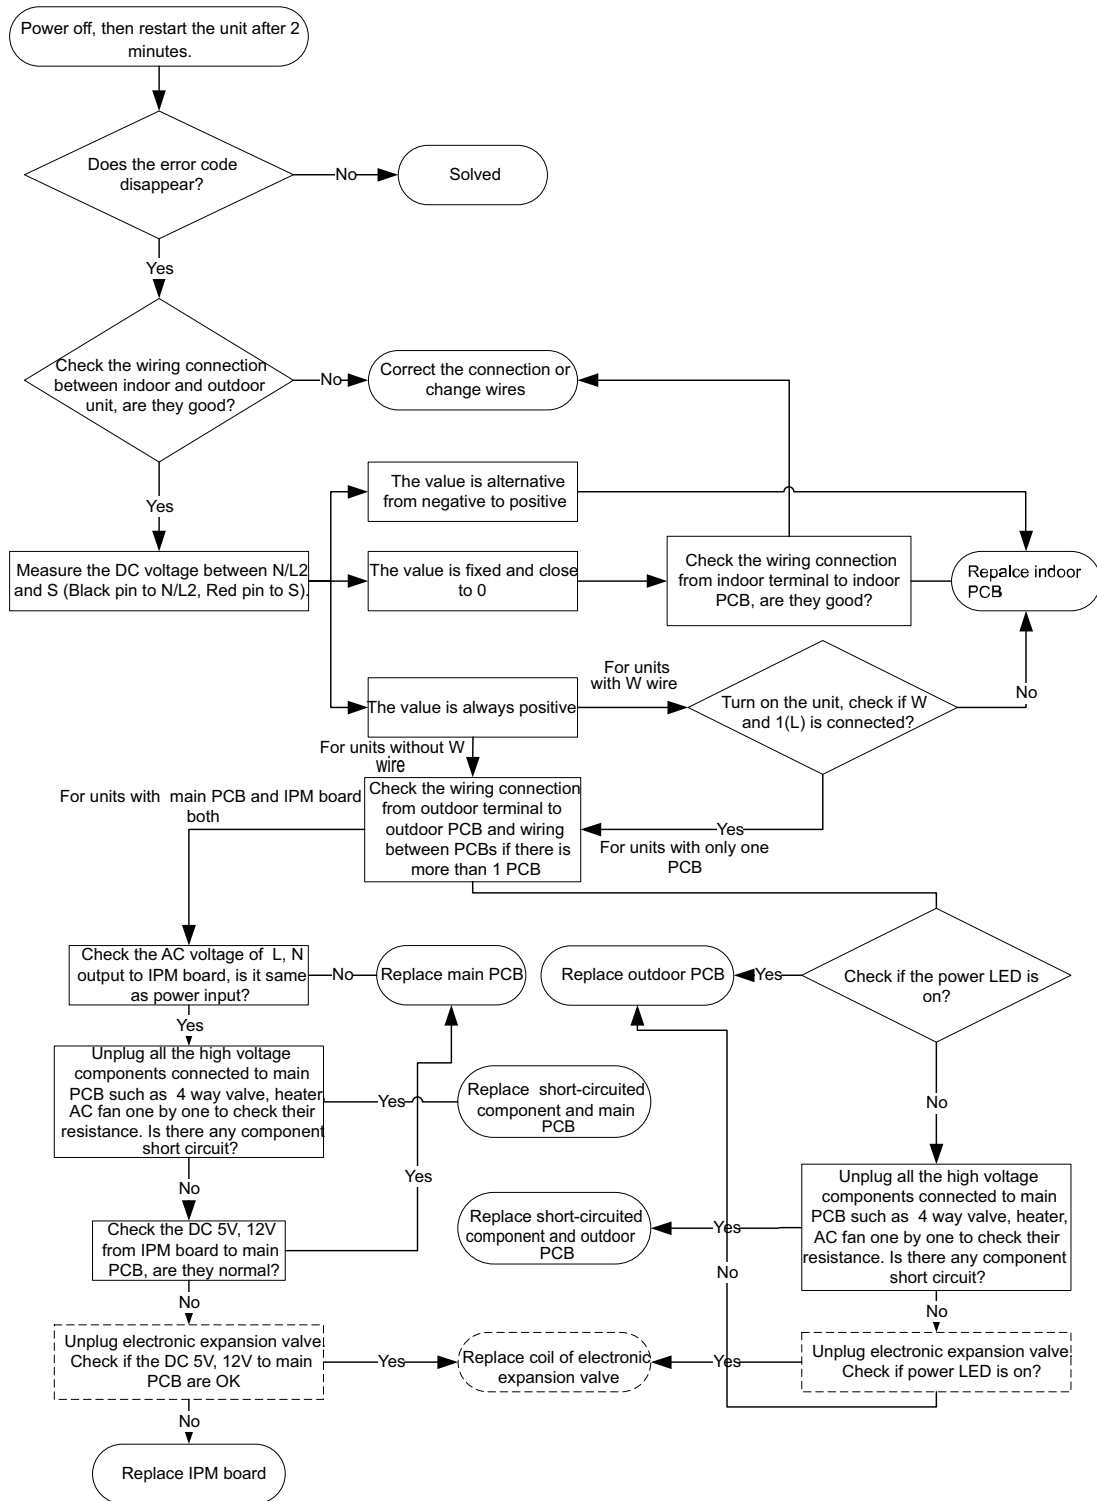 Power off, then restart the unit after 2
minutes.
Does the error code
disappear?
No
Solved
Yes
Check the wiring connection
between indoor and outdoor
unit, are they good?
No
Correct the connection or
change wires
Yes
The value is alternative
from negative to positive
Measure the DC voltage between N/L2
and S (Black pin to N/L2, Red pin to S).
The value is fixed and close
to 0
Check the wiring connection
from indoor terminal to indoor
PCB, are they good?
Repalce indoor
PCB
The value is always positive
For units
with W wire
Turn on the unit, check if W
and 1(L) is connected?
No
For units without W
wire
For units with  main PCB and IPM board
both
Check the wiring connection
from outdoor terminal to
outdoor PCB and wiring
between PCBs if there is
more than 1 PCB
Yes
For units with only one
PCB
Check the AC voltage of  L, N
output to IPM board, is it same
as power input?
No
Replace main PCB
Replace outdoor PCB
Yes
Check if the power LED is
on?
Yes
Unplug all the high voltage
components connected to main
PCB such as  4 way valve, heater,
AC fan one by one to check their
resistance. Is there any component
short circuit?
Yes
Replace  short-circuited
component and main
PCB
No
No
Yes
Check the DC 5V, 12V
from IPM board to main
PCB, are they normal?
Replace short-circuited
component and outdoor
PCB
Yes
Unplug all the high voltage
components connected to main
PCB such as  4 way valve, heater,
AC fan one by one to check their
resistance. Is there any component
short circuit?
No
No
No
Unplug electronic expansion valve.
Check if the DC 5V, 12V to main
PCB are OK
Yes
Replace coil of electronic
expansion valve
Yes
Unplug electronic expansion valve.
Check if power LED is on?
No
Replace IPM board